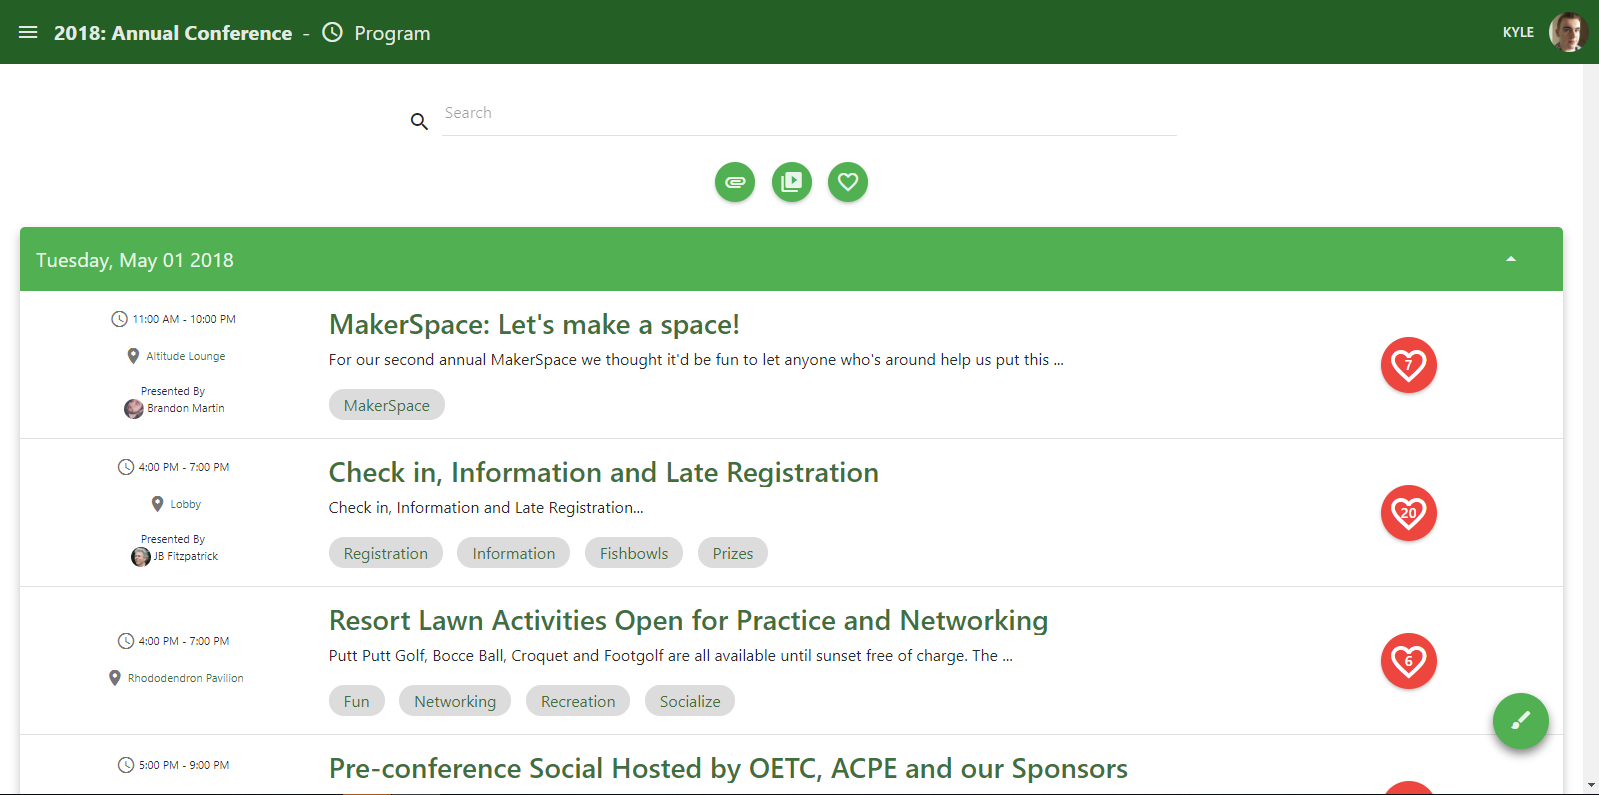 2018: Annual Conference - Program
KYLE
Search
Tuesday, May 01 2018
11:00 AM - 10:00 PM
Altitude Lounge
Presented By
Brandon Martin
MakerSpace: Let's make a space!
For our second annual MakerSpace we thought it'd be fun to let anyone who's around help us put this ...
MakerSpace
7
4:00 PM - 7:00 PM
Lobby
Presented By
JB Fitzpatrick
Check in, Information and Late Registration
Check in, Information and Late Registration...
Registration Information Fishbowls Prizes
20
4:00 PM - 7:00 PM
Rhododendron Pavilion
Resort Lawn Activities Open for Practice and Networking
Putt Putt Golf, Bocce Ball, Croquet and Footgolf are all available until sunset free of charge. The ...
Fun Networking Recreation Socialize
6
5:00 PM - 9:00 PM
Pre-conference Social Hosted by OETC, ACPE and our Sponsors